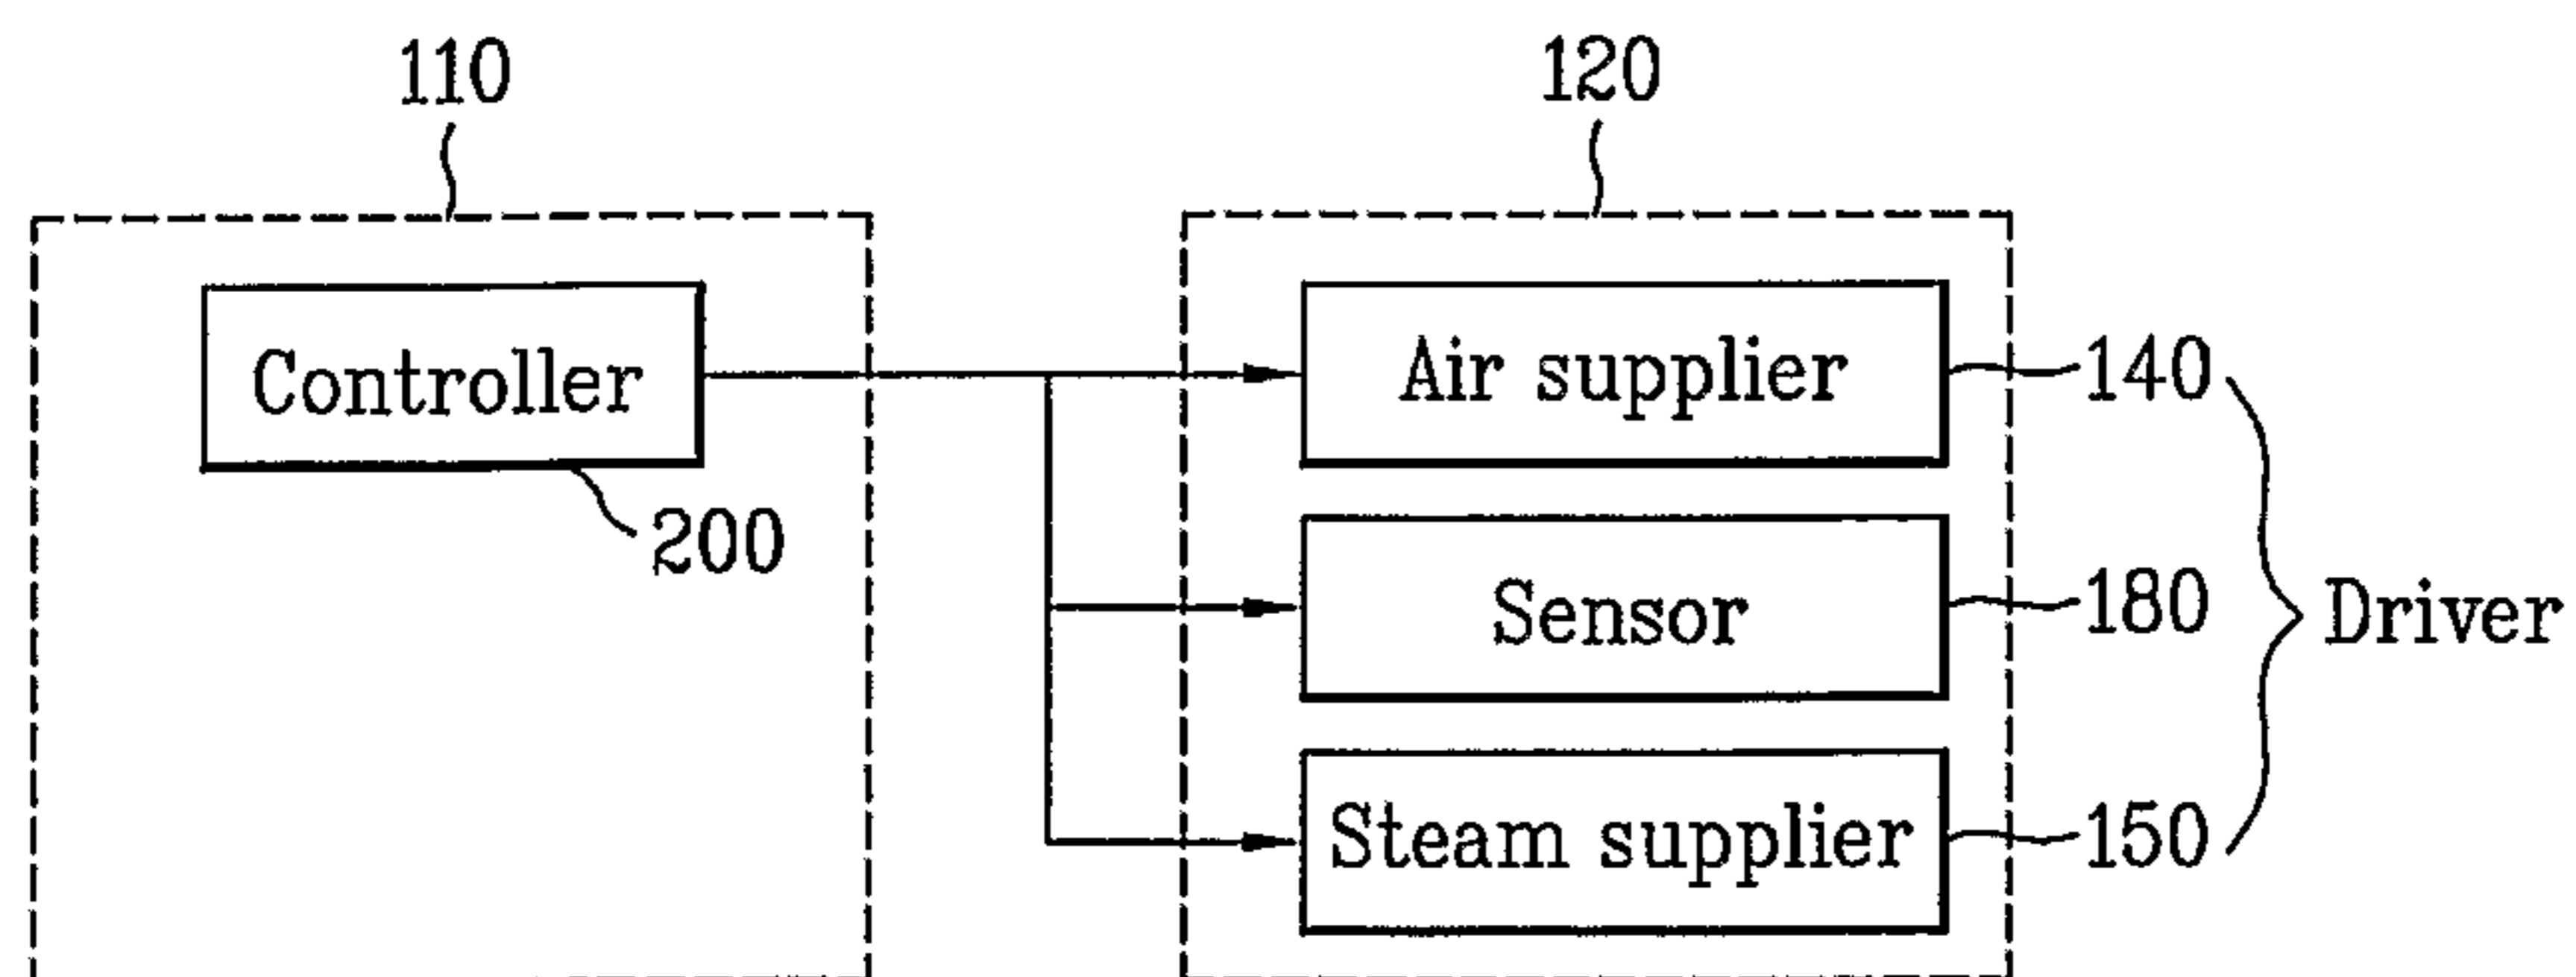 110
120
Controller
200
Air supplier
140
Sensor
180
Driver
Steam supplier
150